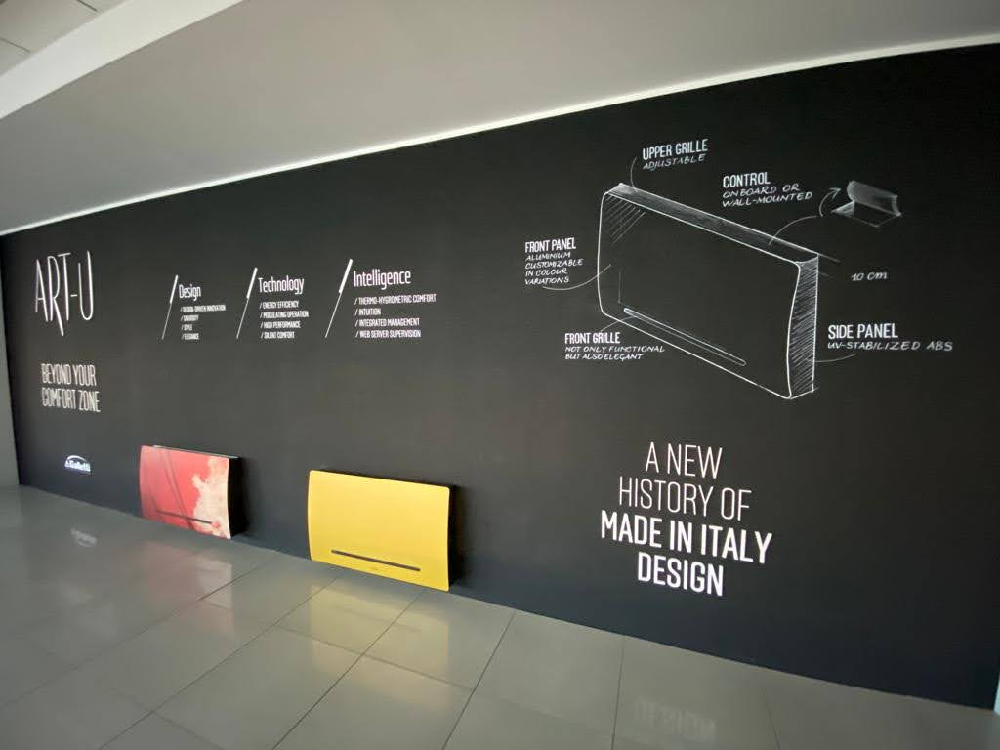 ART-U
BEYOND YOUR
COMFORT ZONE
Galletti
Design
/ DESIGN-DRIVEN INNOVATION
/ SINUOSITY
/ STYLE
/ ELEGANCE
Technology
/ ENERGY EFFICIENCY
/ MODULATING OPERATION
/ HIGH PERFORMANCE
/ SILENT COMFORT
Intelligence
/ THERMO-HYGROMETRIC COMFORT
/ INTUITION
/ INTEGRATED MANAGEMENT
/ WEB SERVER SUPERVISION
UPPER GRILLE
ADJUSTABLE
CONTROL
ONBOARD OR
WALL-MOUNTED
FRONT PANEL
ALUMINIUM
CUSTOMIZABLE
IN COLOUR
VARIATIONS
10 cm
FRONT GRILLE
NOT ONLY FUNCTIONAL
BUT ALSO ELEGANT
SIDE PANEL
UV-STABILIZED ABS
A NEW
HISTORY OF
MADE IN ITALY
DESIGN